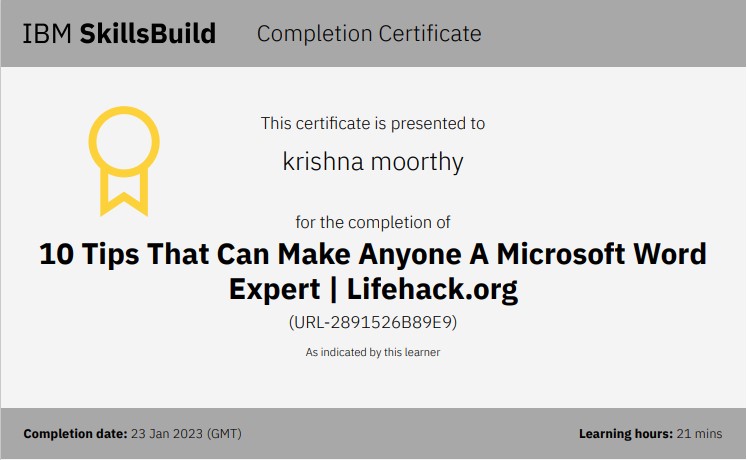 IBM SkillsBuild Completion Certificate
This certificate is presented to
krishna moorthy
for the completion of
10 Tips That Can Make Anyone A Microsoft Word
Expert | Lifehack.org
(URL-2891526B89E9)
As indicated by this learner
Completion date: 23 Jan 2023 (GMT) Learning hours: 21 mins